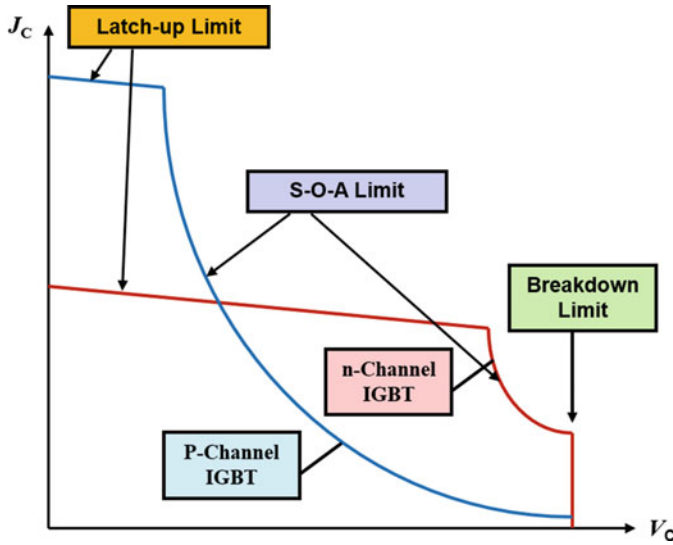 J_C
Latch-up Limit
S-O-A Limit
Breakdown
Limit
n-Channel
IGBT
P-Channel
IGBT
V_C